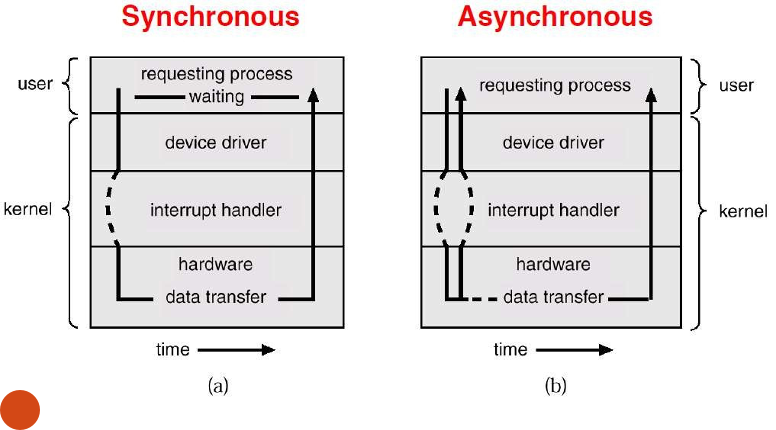 Synchronous
Asynchronous
user
requesting process
waiting
device driver
kernel
interrupt handler
hardware
data transfer
time
(a)
requesting process
user
device driver
interrupt handler
kernel
hardware
data transfer
time
(b)